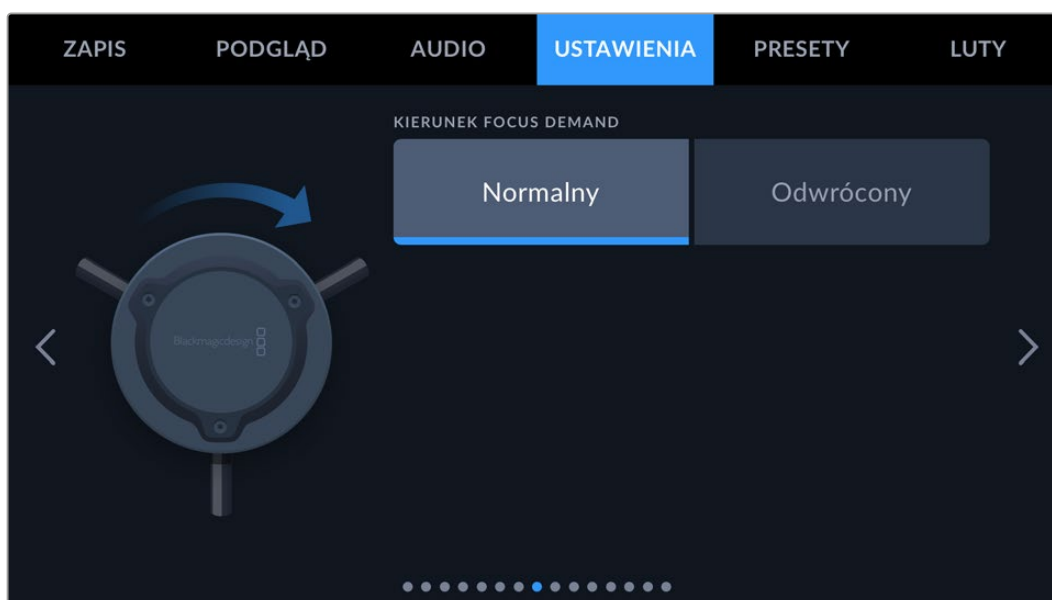 ZAPIS PODGLĄD AUDIO USTAWIENIA PRESETY LUTY
KIERUNEK FOCUS DEMAND
Normalny Odwrócony
Blackmagicdesign